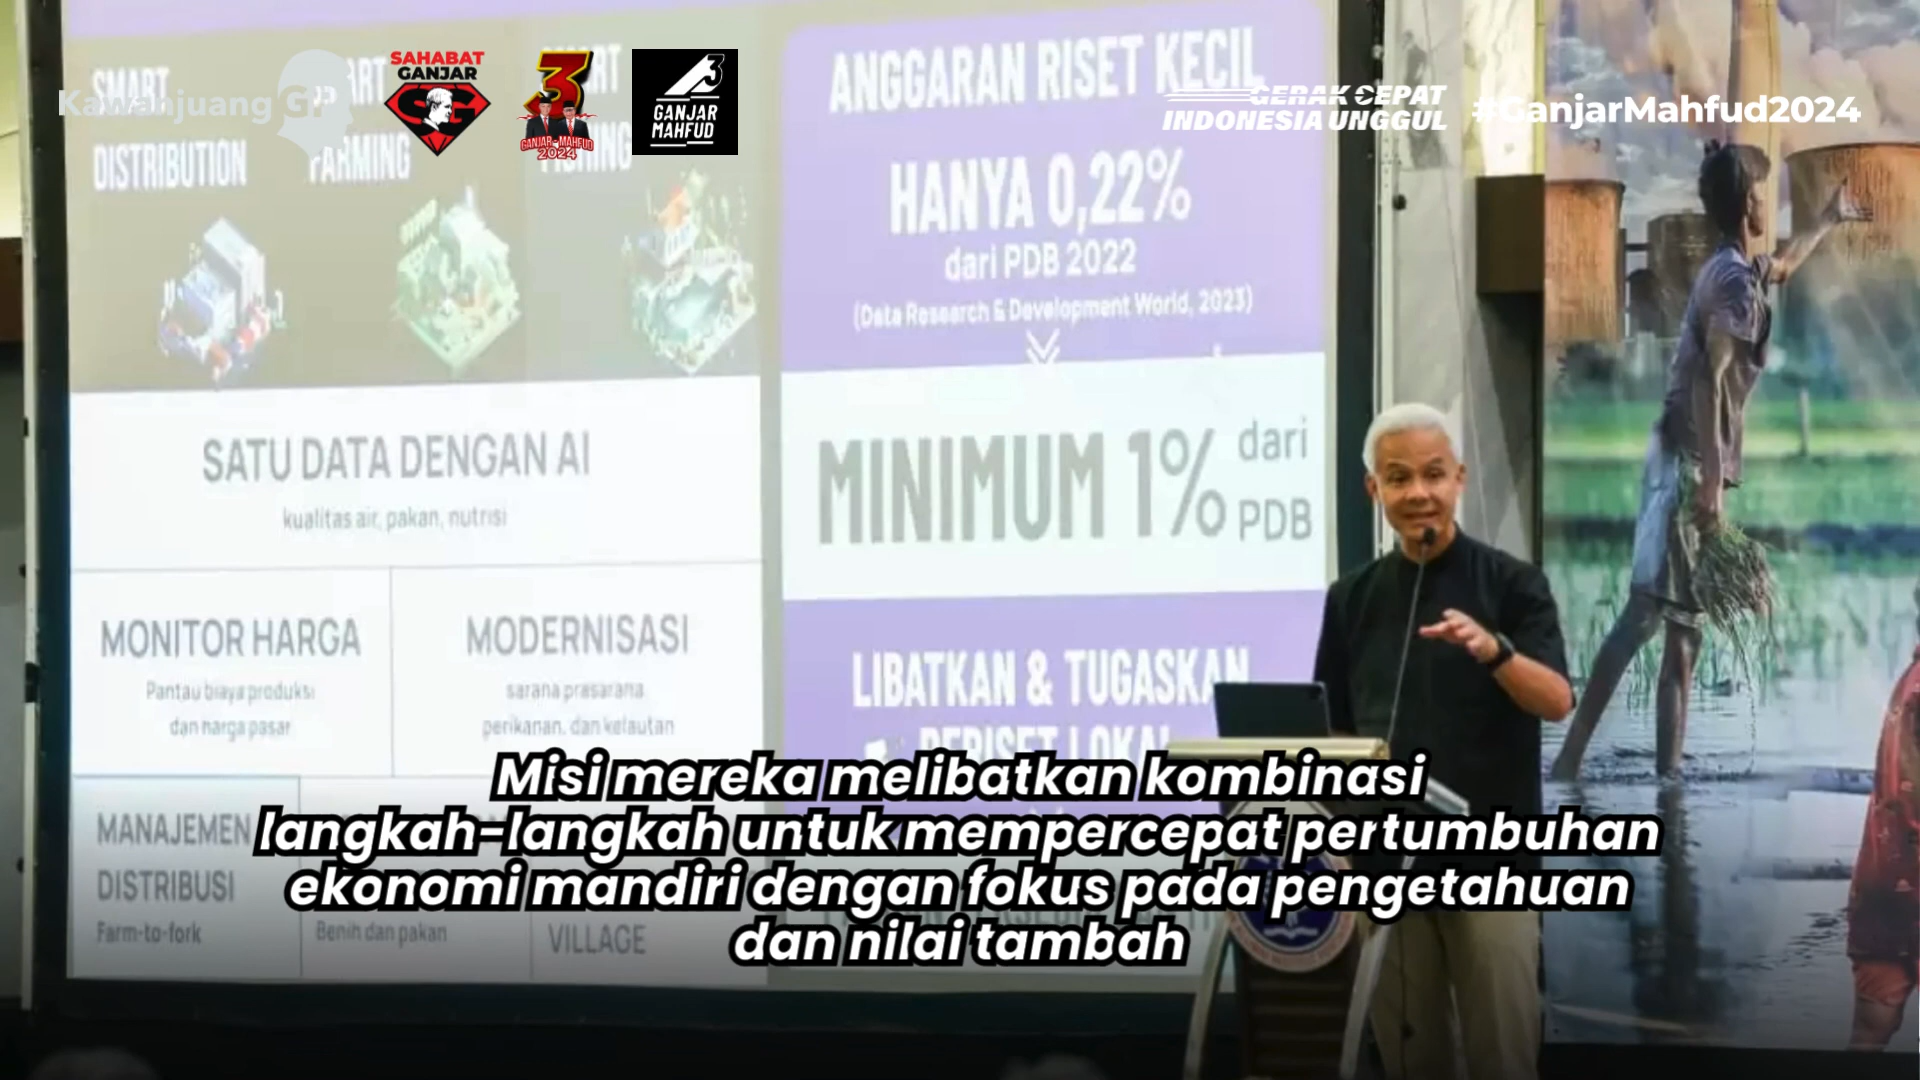 Kawanjuang GP
SAHABAT
GANJAR
SG
3
GANJAR - MAHFUD
2024
3
GANJAR
MAHFUD
GERAK CEPAT
INDONESIA UNGGUL
#GanjarMahfud2024
SMART
DISTRIBUTION
FARMING
ANGGARAN RISET KECIL
HANYA 0,22%
dari PDB 2022
(Data Research & Development World, 2023)
MINIMUM 1% dari
PDB
LIBATKAN & TUGASKAN
PERISET LOKAL
SATU DATA DENGAN AI
kualitas air, pakan, nutrisi
MONITOR HARGA
Pantau biaya produksi
dan harga pasar
MODERNISASI
sarana prasarana
perikanan, dan kelautan
MANAJEMEN
DISTRIBUSI
Farm-to-fork
Benih dan pakan
VILLAGE
Misi mereka melibatkan kombinasi
langkah-langkah untuk mempercepat pertumbuhan
ekonomi mandiri dengan fokus pada pengetahuan
dan nilai tambah